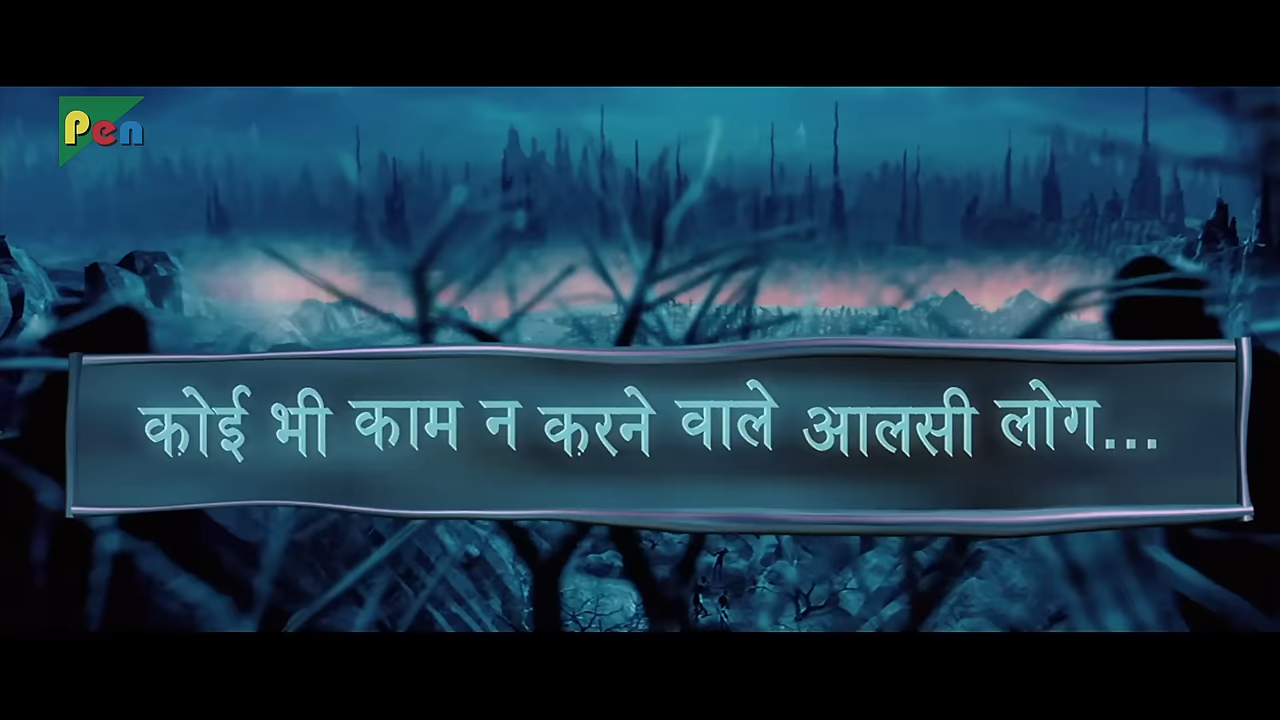 Pen
कोई भी काम न करने वाले आलसी लोग...